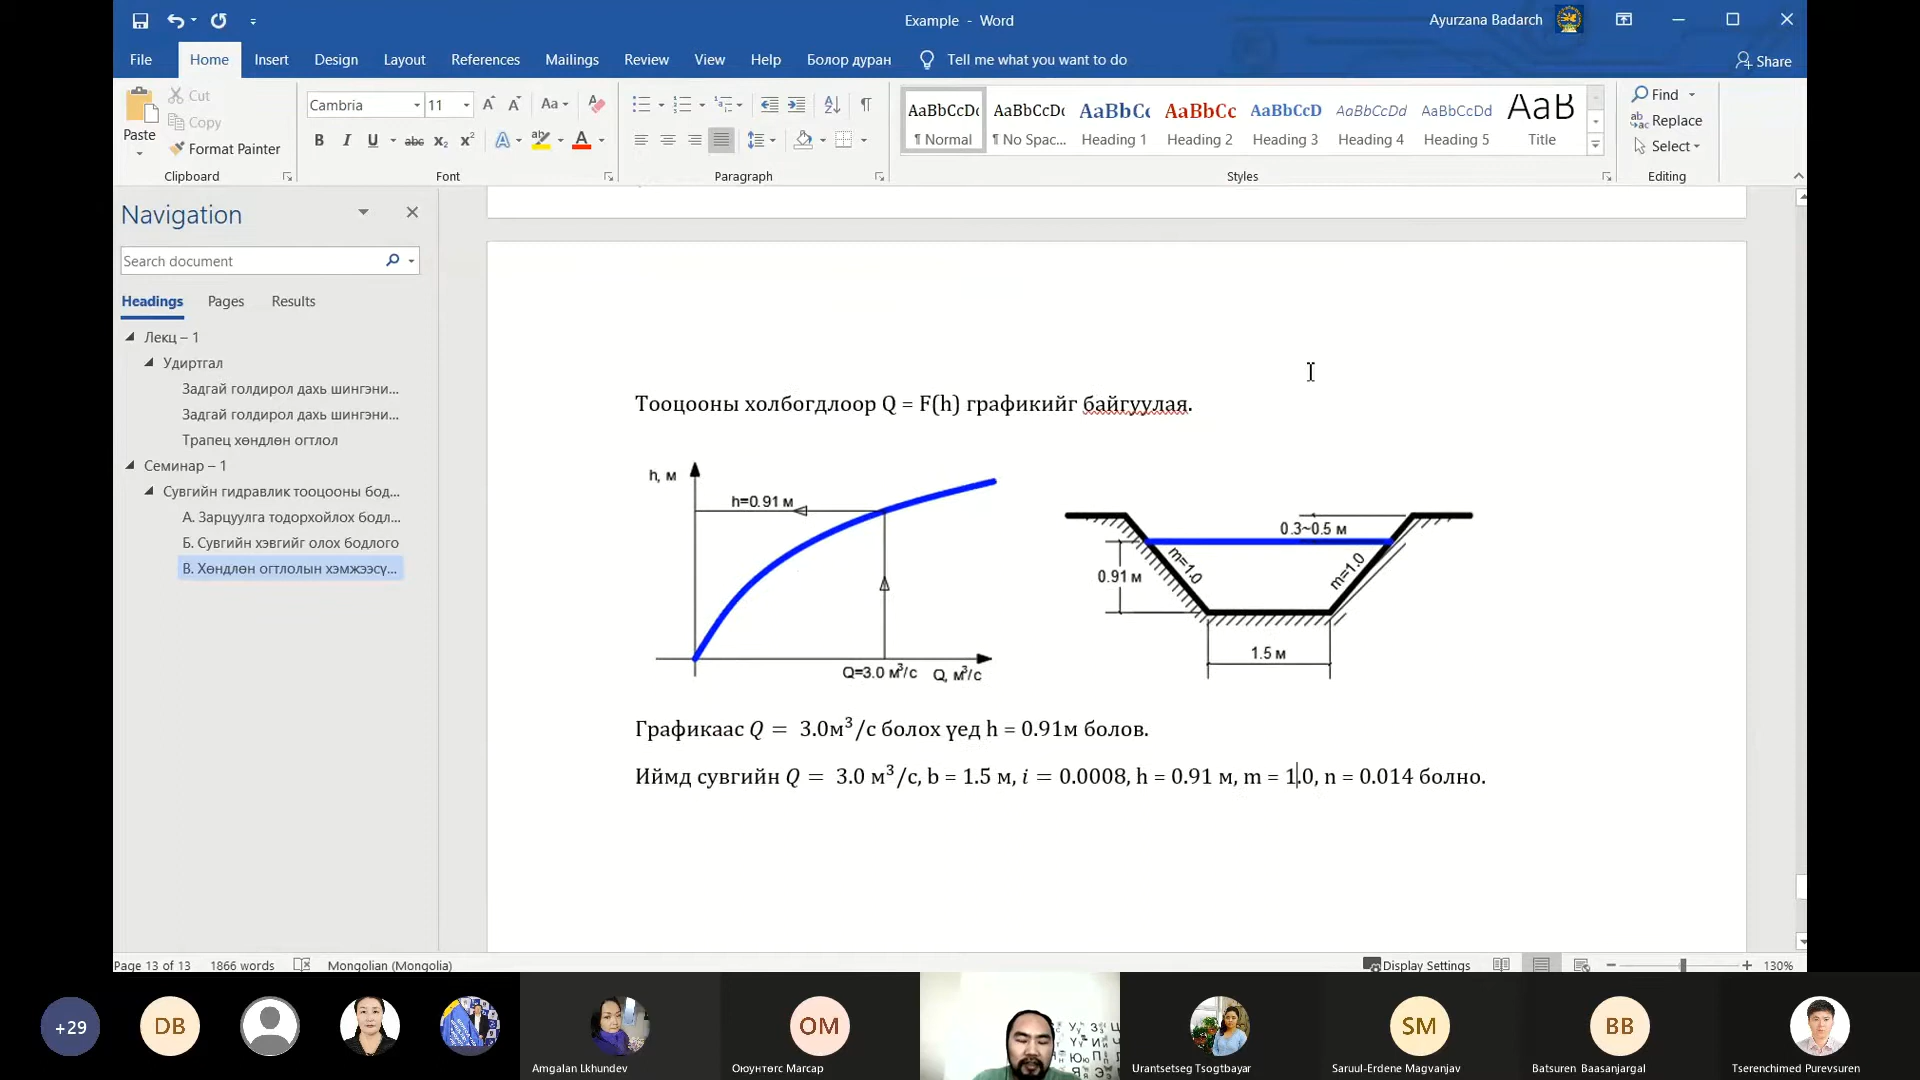 Example - Word
Ayurzana Badarch
File Home Insert Design Layout References Mailings Review View Help Болор дуран Tell me what you want to do Share
Paste
Cut
Copy
Format Painter
Clipboard
Cambria 11
Font
Paragraph
AaBbCcDc AaBbCcDc AaBbCc AaBbCc AaBbCcD AaBbCcDd AaBbCcDd AaB
¶ Normal ¶ No Spac... Heading 1 Heading 2 Heading 3 Heading 4 Heading 5 Title
Styles
Find
Replace
Select
Editing
Navigation
Search document
Headings Pages Results
Лекц – 1
Удиртгал
Задгай голдирол дахь шингэни...
Задгай голдирол дахь шингэни...
Трапец хөндлөн огтлол
Семинар – 1
Сувгийн гидравлик тооцооны бод...
А. Зарцуулга тодорхойлох бодл...
Б. Сувгийн хэвгийг олох бодлого
В. Хөндлөн огтлолын хэмжээсү...
Тооцооны холбогдлоор Q = F(h) графикийг байгуулая.
h, м
h=0.91 м
Q=3.0 м³/с Q, м³/с
0.3~0.5 м
0.91 м
m=1.0
m=1.0
1.5 м
Графикаас Q = 3.0м³/с болох үед h = 0.91м болов.
Иймд сувгийн Q = 3.0 м³/с, b = 1.5 м, i = 0.0008, h = 0.91 м, m = 1.0, n = 0.014 болно.
Page 13 of 13 1866 words Mongolian (Mongolia) Display Settings 130%
+29
DB
OM
SM
BB
Amgalan Lkhundev
Оюунтөгс Магсар
Urantsetseg Tsogtbayar
Saruul-Erdene Magvanjav
Batsuren Baasanjargal
Tserenchimed Purevsuren